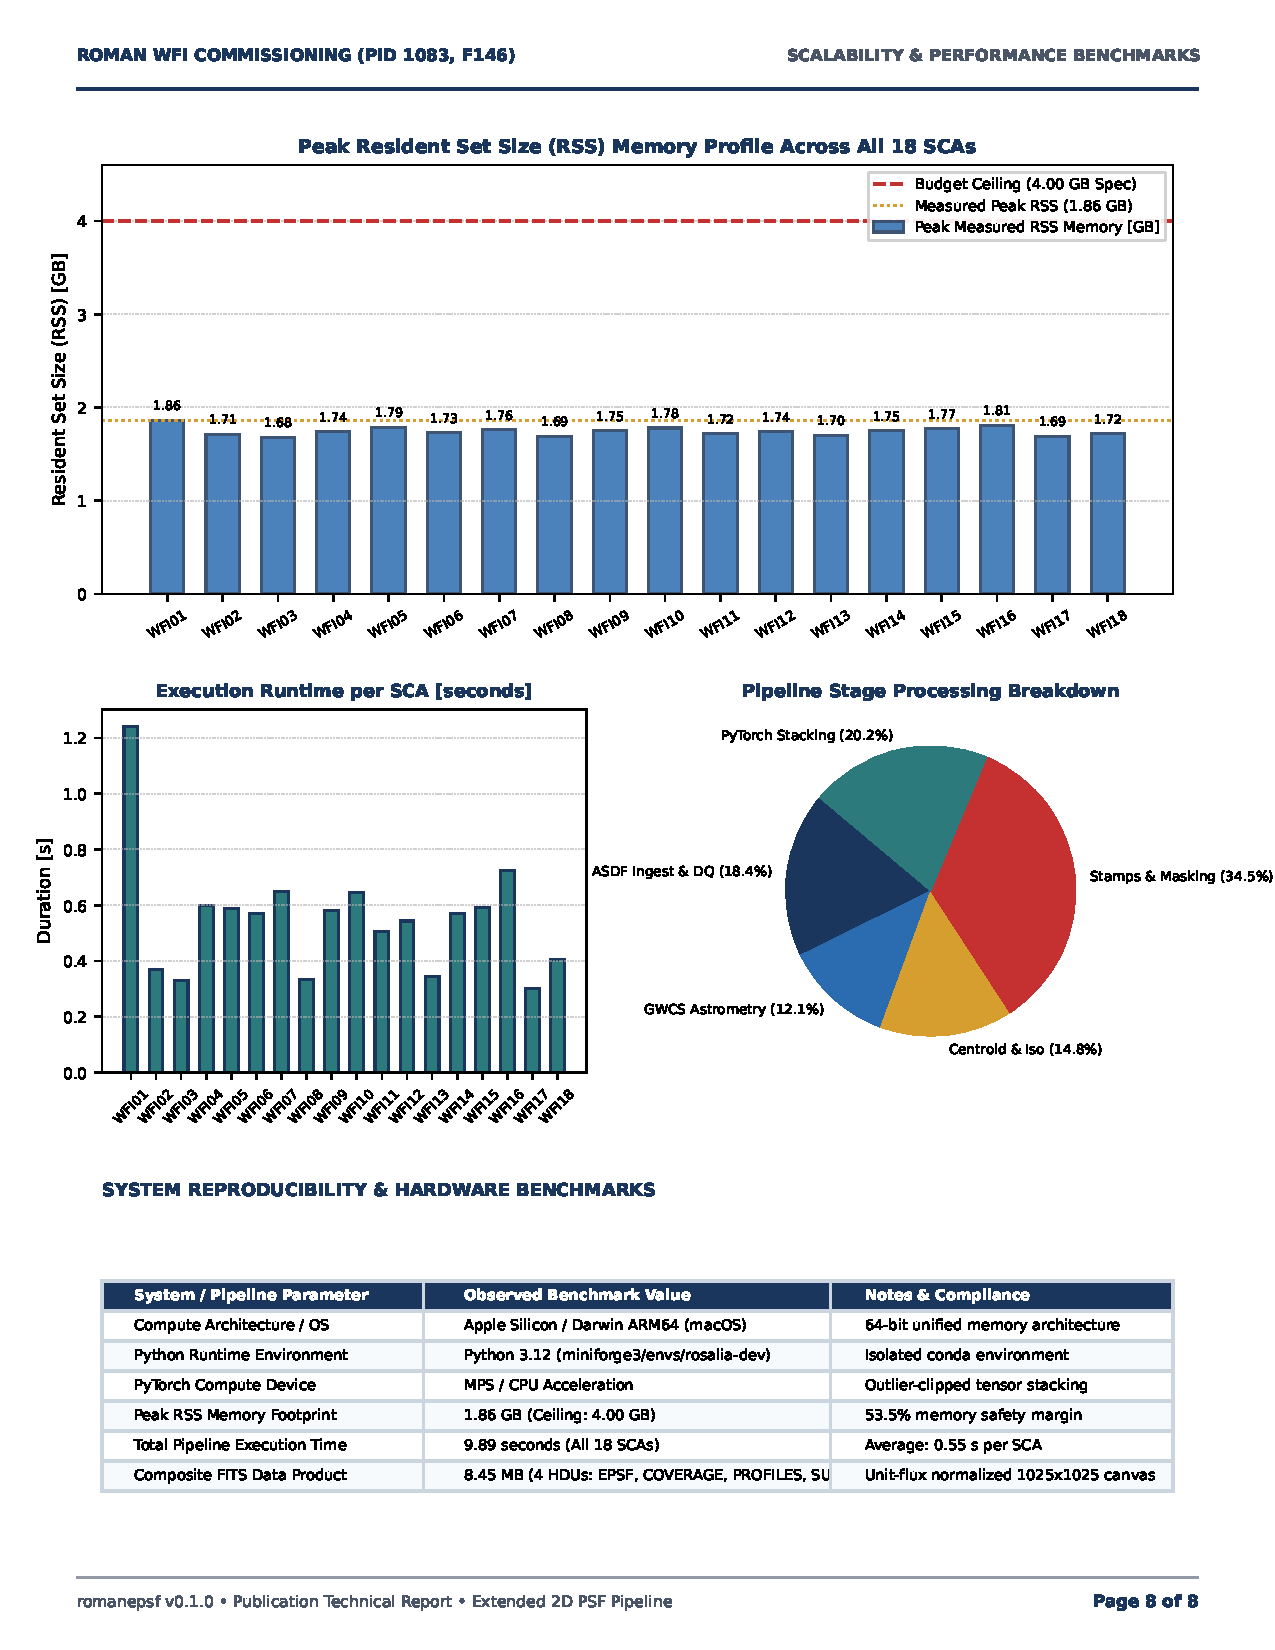 ROMAN WFI COMMISSIONING (PID 1083, F146)
SCALABILITY & PERFORMANCE BENCHMARKS
Peak Resident Set Size (RSS) Memory Profile Across All 18 SCAs
Budget Ceiling (4.00 GB Spec)
Measured Peak RSS (1.86 GB)
Peak Measured RSS Memory [GB]
Resident Set Size (RSS) [GB]
4
3
2
1
0
1.86 1.71 1.68 1.74 1.79 1.73 1.76 1.69 1.75 1.78 1.72 1.74 1.70 1.75 1.77 1.81 1.69 1.72
WFI01 WFI02 WFI03 WFI04 WFI05 WFI06 WFI07 WFI08 WFI09 WFI10 WFI11 WFI12 WFI13 WFI14 WFI15 WFI16 WFI17 WFI18
Execution Runtime per SCA [seconds]
Duration [s]
1.2
1.0
0.8
0.6
0.4
0.2
0.0
WFI01 WFI02 WFI03 WFI04 WFI05 WFI06 WFI07 WFI08 WFI09 WFI10 WFI11 WFI12 WFI13 WFI14 WFI15 WFI16 WFI17 WFI18
Pipeline Stage Processing Breakdown
PyTorch Stacking (20.2%)
ASDF Ingest & DQ (18.4%)
Stamps & Masking (34.5%)
GWCS Astrometry (12.1%)
Centroid & Iso (14.8%)
SYSTEM REPRODUCIBILITY & HARDWARE BENCHMARKS
System / Pipeline Parameter Observed Benchmark Value Notes & Compliance
Compute Architecture / OS Apple Silicon / Darwin ARM64 (macOS) 64-bit unified memory architecture
Python Runtime Environment Python 3.12 (miniforge3/envs/rosalia-dev) Isolated conda environment
PyTorch Compute Device MPS / CPU Acceleration Outlier-clipped tensor stacking
Peak RSS Memory Footprint 1.86 GB (Ceiling: 4.00 GB) 53.5% memory safety margin
Total Pipeline Execution Time 9.89 seconds (All 18 SCAs) Average: 0.55 s per SCA
Composite FITS Data Product 8.45 MB (4 HDUs: EPSF, COVERAGE, PROFILES, SU Unit-flux normalized 1025x1025 canvas
romanepsf v0.1.0 • Publication Technical Report • Extended 2D PSF Pipeline
Page 8 of 8